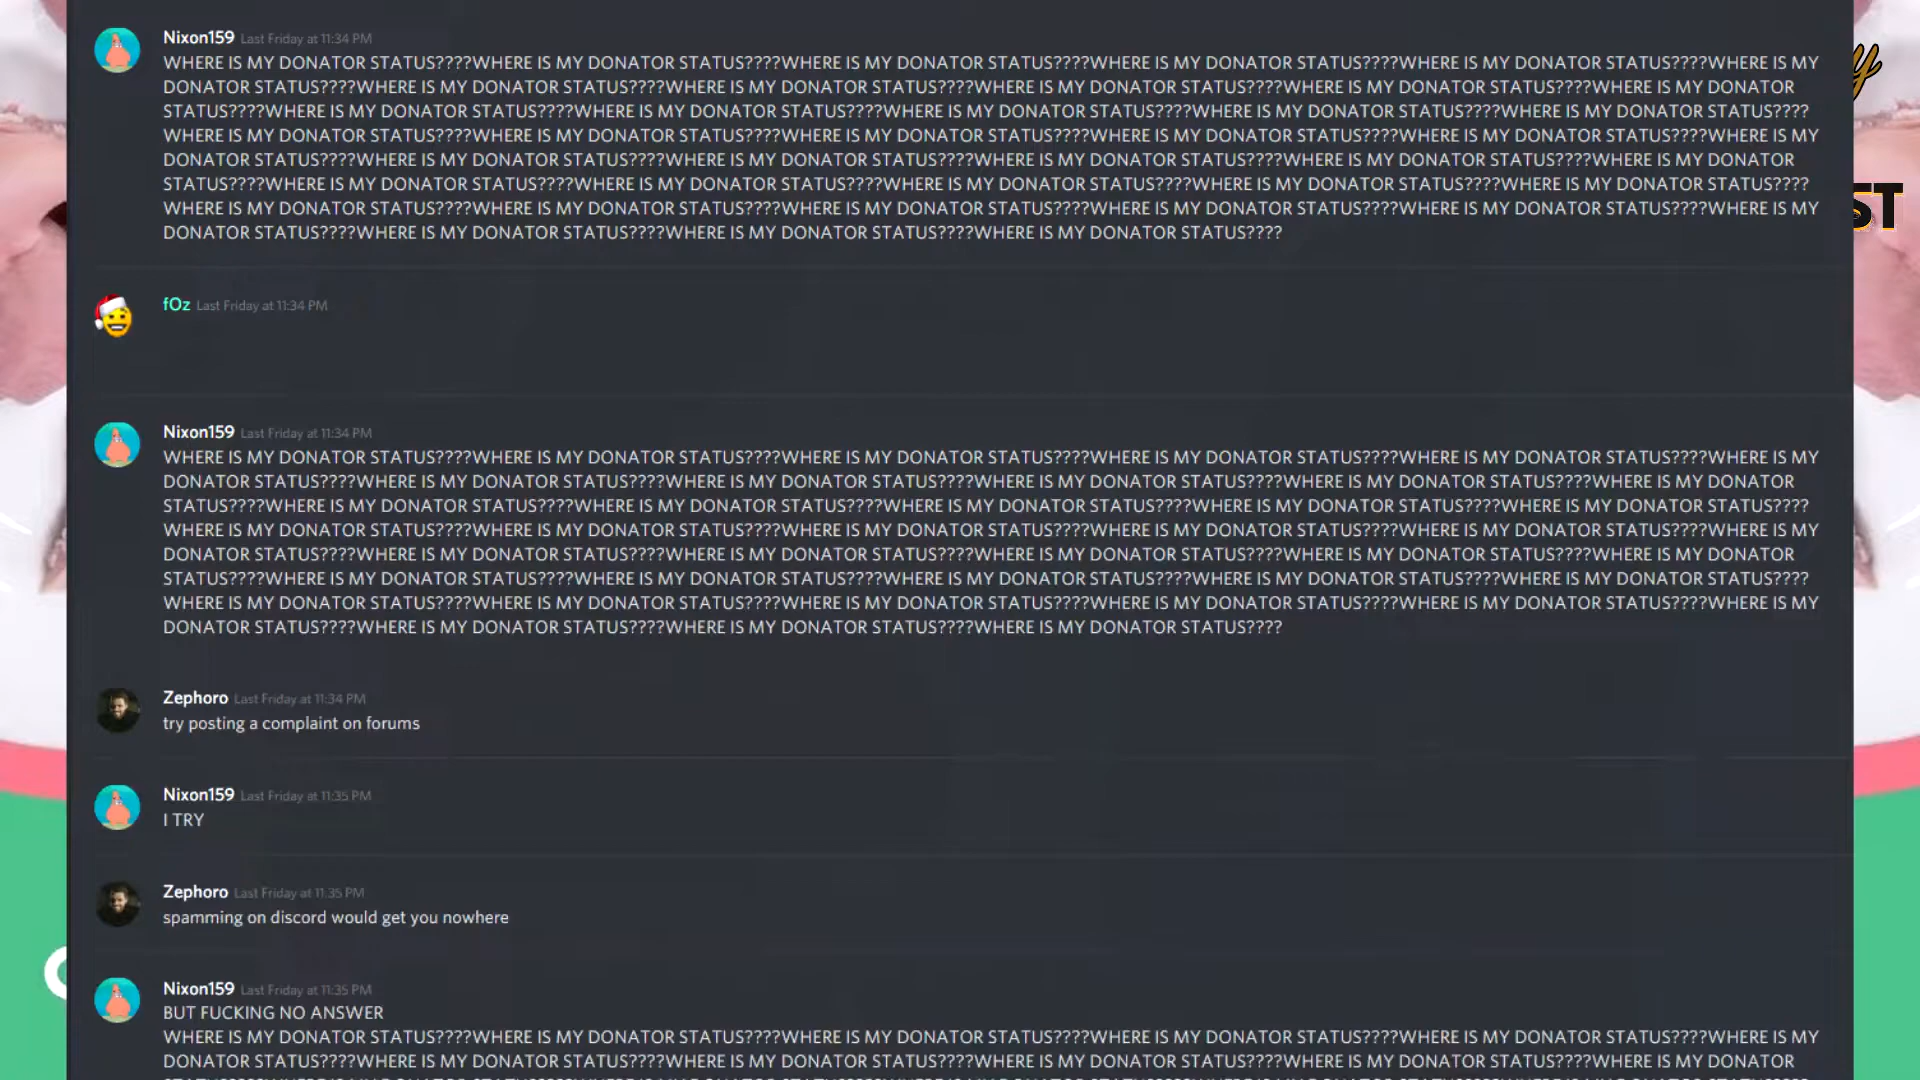 Nixon159 Last Friday at 11:34 PM
WHERE IS MY DONATOR STATUS????WHERE IS MY DONATOR STATUS????WHERE IS MY DONATOR STATUS????WHERE IS MY DONATOR STATUS????WHERE IS MY DONATOR STATUS????WHERE IS MY
DONATOR STATUS????WHERE IS MY DONATOR STATUS????WHERE IS MY DONATOR STATUS????WHERE IS MY DONATOR STATUS????WHERE IS MY DONATOR STATUS????WHERE IS MY DONATOR
STATUS????WHERE IS MY DONATOR STATUS????WHERE IS MY DONATOR STATUS????WHERE IS MY DONATOR STATUS????WHERE IS MY DONATOR STATUS????WHERE IS MY DONATOR STATUS????
WHERE IS MY DONATOR STATUS????WHERE IS MY DONATOR STATUS????WHERE IS MY DONATOR STATUS????WHERE IS MY DONATOR STATUS????WHERE IS MY DONATOR STATUS????WHERE IS MY
DONATOR STATUS????WHERE IS MY DONATOR STATUS????WHERE IS MY DONATOR STATUS????WHERE IS MY DONATOR STATUS????WHERE IS MY DONATOR STATUS????WHERE IS MY DONATOR
STATUS????WHERE IS MY DONATOR STATUS????WHERE IS MY DONATOR STATUS????WHERE IS MY DONATOR STATUS????WHERE IS MY DONATOR STATUS????WHERE IS MY DONATOR STATUS????
WHERE IS MY DONATOR STATUS????WHERE IS MY DONATOR STATUS????WHERE IS MY DONATOR STATUS????WHERE IS MY DONATOR STATUS????WHERE IS MY DONATOR STATUS????WHERE IS MY
DONATOR STATUS????WHERE IS MY DONATOR STATUS????WHERE IS MY DONATOR STATUS????WHERE IS MY DONATOR STATUS????
fOz Last Friday at 11:34 PM
Nixon159 Last Friday at 11:34 PM
WHERE IS MY DONATOR STATUS????WHERE IS MY DONATOR STATUS????WHERE IS MY DONATOR STATUS????WHERE IS MY DONATOR STATUS????WHERE IS MY DONATOR STATUS????WHERE IS MY
DONATOR STATUS????WHERE IS MY DONATOR STATUS????WHERE IS MY DONATOR STATUS????WHERE IS MY DONATOR STATUS????WHERE IS MY DONATOR STATUS????WHERE IS MY DONATOR
STATUS????WHERE IS MY DONATOR STATUS????WHERE IS MY DONATOR STATUS????WHERE IS MY DONATOR STATUS????WHERE IS MY DONATOR STATUS????WHERE IS MY DONATOR STATUS????
WHERE IS MY DONATOR STATUS????WHERE IS MY DONATOR STATUS????WHERE IS MY DONATOR STATUS????WHERE IS MY DONATOR STATUS????WHERE IS MY DONATOR STATUS????WHERE IS MY
DONATOR STATUS????WHERE IS MY DONATOR STATUS????WHERE IS MY DONATOR STATUS????WHERE IS MY DONATOR STATUS????WHERE IS MY DONATOR STATUS????WHERE IS MY DONATOR
STATUS????WHERE IS MY DONATOR STATUS????WHERE IS MY DONATOR STATUS????WHERE IS MY DONATOR STATUS????WHERE IS MY DONATOR STATUS????WHERE IS MY DONATOR STATUS????
WHERE IS MY DONATOR STATUS????WHERE IS MY DONATOR STATUS????WHERE IS MY DONATOR STATUS????WHERE IS MY DONATOR STATUS????WHERE IS MY DONATOR STATUS????WHERE IS MY
DONATOR STATUS????WHERE IS MY DONATOR STATUS????WHERE IS MY DONATOR STATUS????WHERE IS MY DONATOR STATUS????
Zephoro Last Friday at 11:34 PM
try posting a complaint on forums
Nixon159 Last Friday at 11:35 PM
I TRY
Zephoro Last Friday at 11:35 PM
spamming on discord would get you nowhere
Nixon159 Last Friday at 11:35 PM
BUT FUCKING NO ANSWER
WHERE IS MY DONATOR STATUS????WHERE IS MY DONATOR STATUS????WHERE IS MY DONATOR STATUS????WHERE IS MY DONATOR STATUS????WHERE IS MY DONATOR STATUS????WHERE IS MY
DONATOR STATUS????WHERE IS MY DONATOR STATUS????WHERE IS MY DONATOR STATUS????WHERE IS MY DONATOR STATUS????WHERE IS MY DONATOR STATUS????WHERE IS MY DONATOR